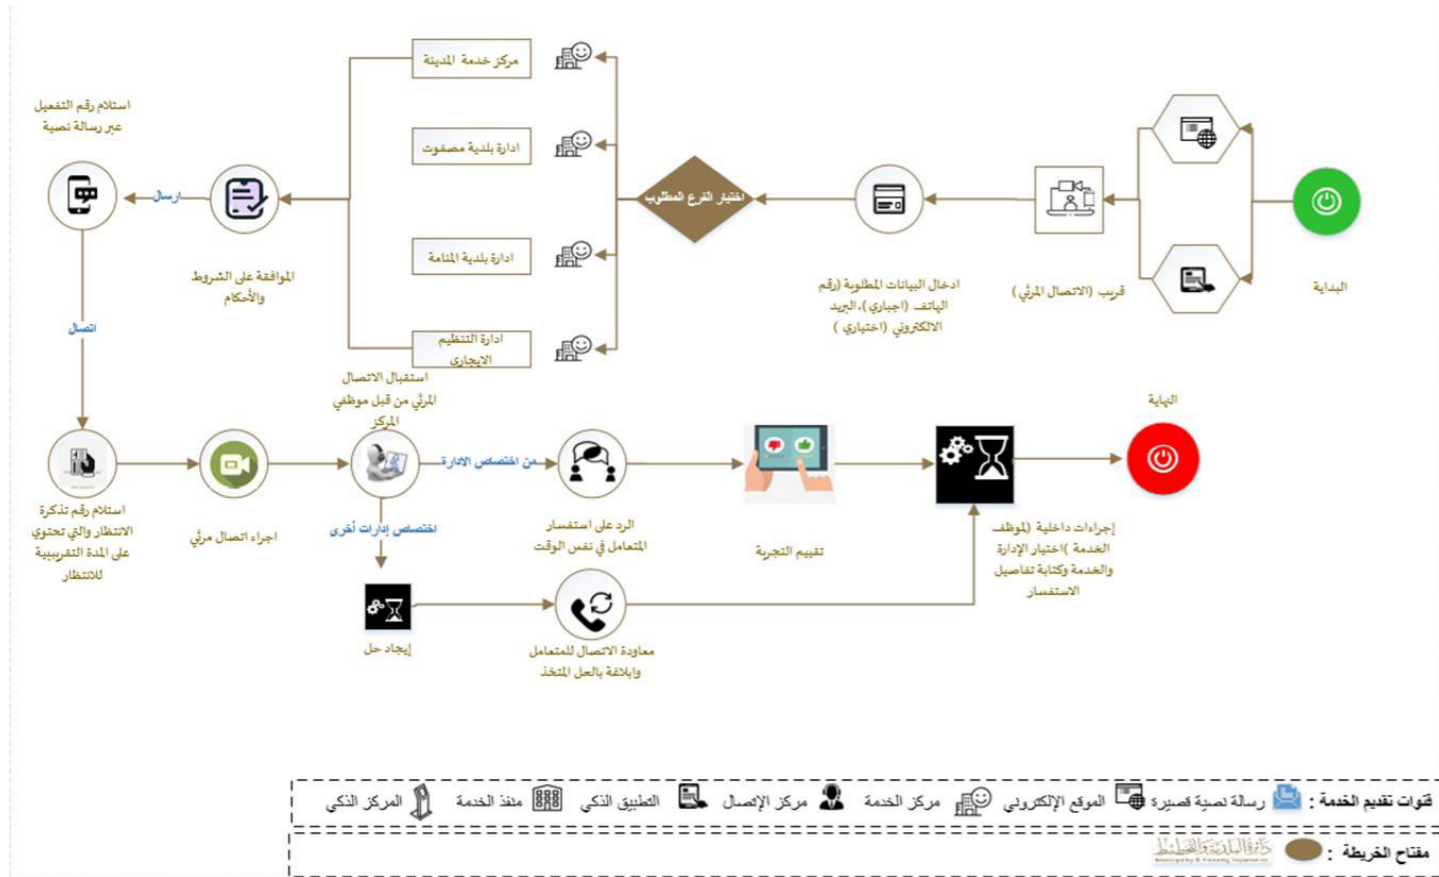 البداية
قريب (الاتصال المرئي)
ادخال البيانات المطلوبة (رقم
الهاتف (اجباري)، البريد
الالكتروني (اختياري)
اختيار الفرع المطلوب
مركز خدمة المدينة
ادارة بلدية مصفوت
ادارة بلدية المنامة
ادارة التنظيم
الايجاري
الموافقة على الشروط
والأحكام
ارسال
استلام رقم التفعيل
عبر رسالة نصية
اتصال
استلام رقم تذكرة
الانتظار والتي تحتوي
على المدة التقريبية
للانتظار
اجراء اتصال مرئي
استقبال الاتصال
المرئي من قبل موظفي
المركز
من اختصاص الادارة
اختصاص إدارات أخرى
الرد على استفسار
المتعامل في نفس الوقت
تقييم التجربة
إيجاد حل
معاودة الاتصال للمتعامل
وابلاغة بالحل المتخذ
إجراءات داخلية (لموظف
الخدمة )اختيار الإدارة
والخدمة وكتابة تفاصيل
الاستفسار
النهاية
قنوات تقديم الخدمة : رسالة نصية قصيرة الموقع الإلكتروني مركز الخدمة مركز الإتصال التطبيق الذكي منفذ الخدمة المركز الذكي
مفتاح الخريطة : دائرة البلدية والتخطيط
Municipality & Planning Department